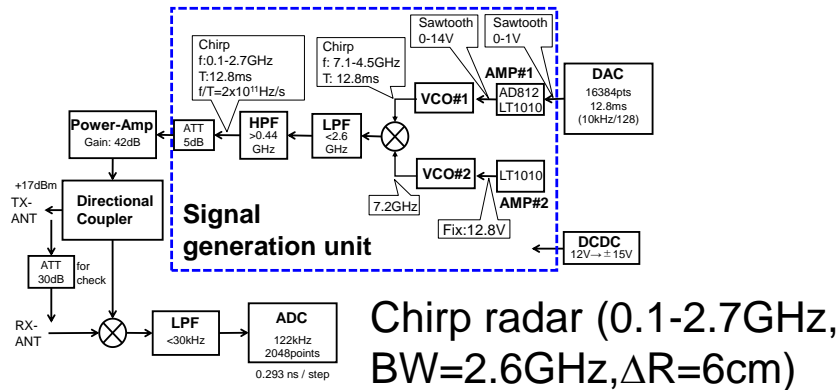 Sawtooth
0-14V
Sawtooth
0-1V
Chirp
f:0.1-2.7GHz
T:12.8ms
f/T=2x10¹¹Hz/s
Chirp
f: 7.1-4.5GHz
T: 12.8ms
AMP#1
DAC
16384pts
12.8ms
(10kHz/128)
VCO#1
AD812
LT1010
Power-Amp
Gain: 42dB
ATT
5dB
HPF
>0.44
GHz
LPF
<2.6
GHz
VCO#2
LT1010
AMP#2
7.2GHz
Fix:12.8V
+17dBm
TX-
ANT
Directional
Coupler
Signal
generation unit
DCDC
12V→±15V
ATT
30dB
for
check
RX-
ANT
LPF
<30kHz
ADC
122kHz
2048points
0.293 ns / step
Chirp radar (0.1-2.7GHz,
BW=2.6GHz,ΔR=6cm)